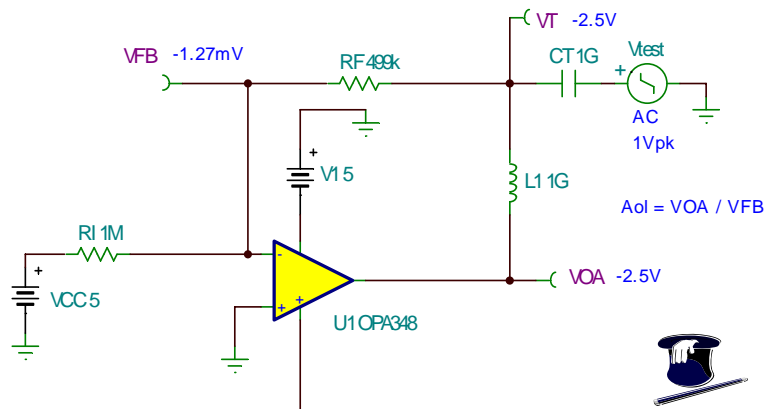 VT -2.5V
VFB -1.27mV
RF 499k
CT 1G
Vtest
+
AC
1Vpk
+
V1 5
L1 1G
Aol = VOA / VFB
RI 1M
+
VCC 5
-
+
+
VOA -2.5V
U1 OPA348